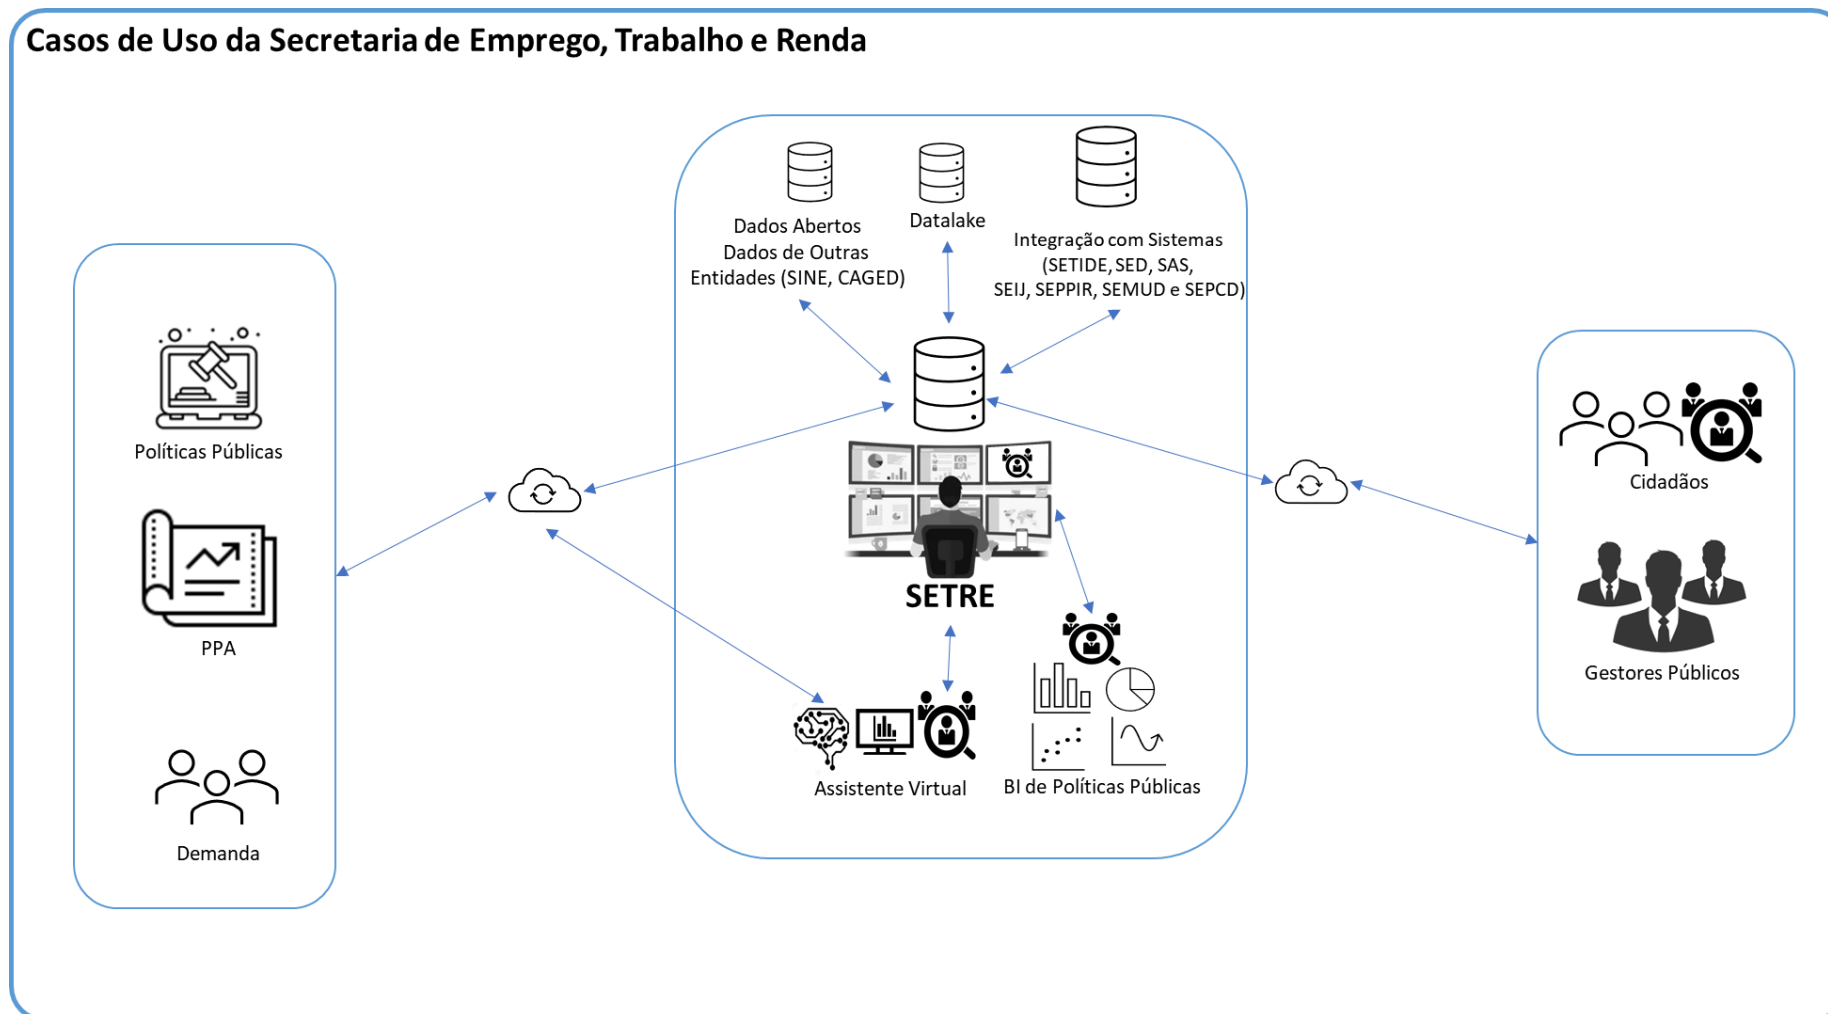 Casos de Uso da Secretaria de Emprego, Trabalho e Renda
Políticas Públicas
PPA
Demanda
Dados Abertos
Dados de Outras
Entidades (SINE, CAGED)
Datalake
Integração com Sistemas
(SETIDE, SED, SAS,
SEIJ, SEPPIR, SEMUD e SEPCD)
SETRE
Assistente Virtual
BI de Políticas Públicas
Cidadãos
Gestores Públicos